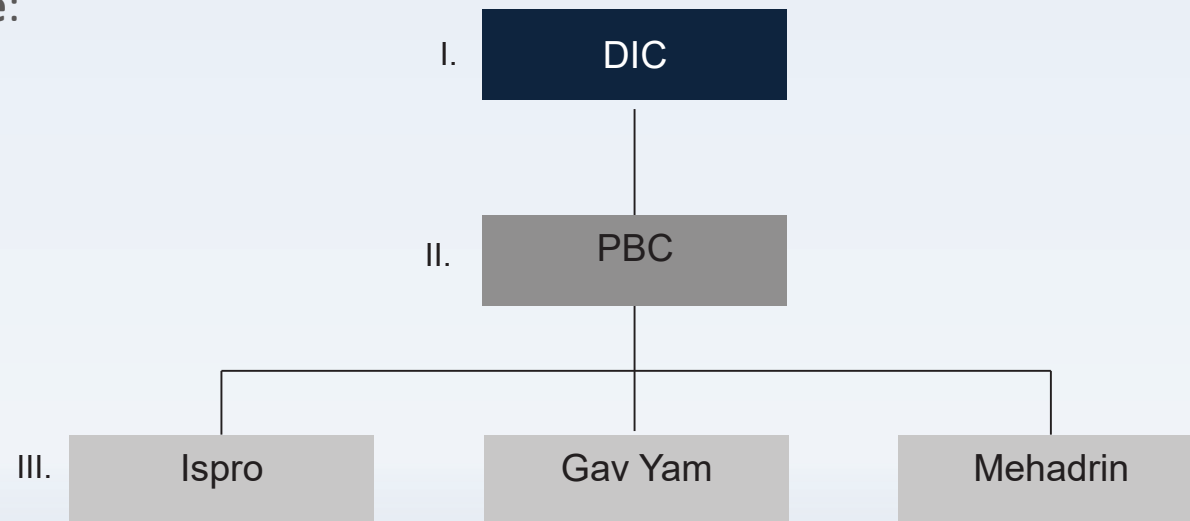 e:
I.
DIC
II.
PBC
III.
Ispro
Gav Yam
Mehadrin